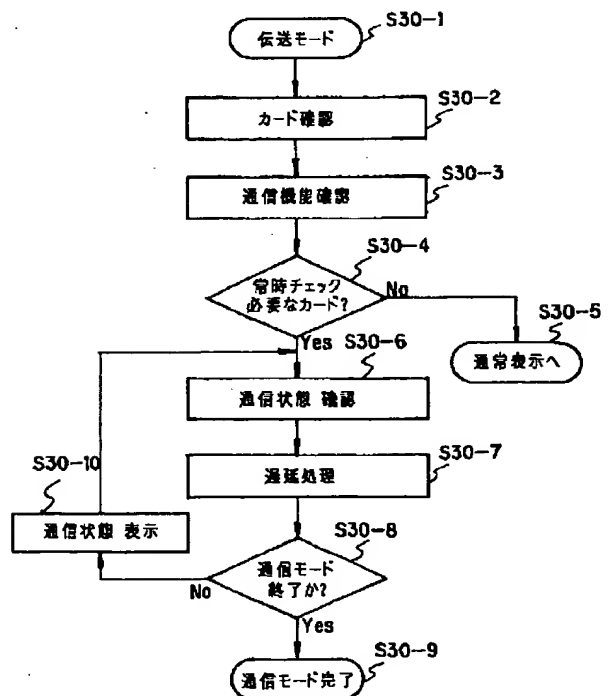 S30-1
伝送モード
S30-2
カード確認
S30-3
通信機能確認
S30-4
常時チェック
必要なカード?
No
S30-5
通常表示へ
Yes
S30-6
通信状態 確認
S30-7
遅延処理
S30-10
通信状態 表示
S30-8
通信モード
終了か?
No
Yes
S30-9
通信モード完了